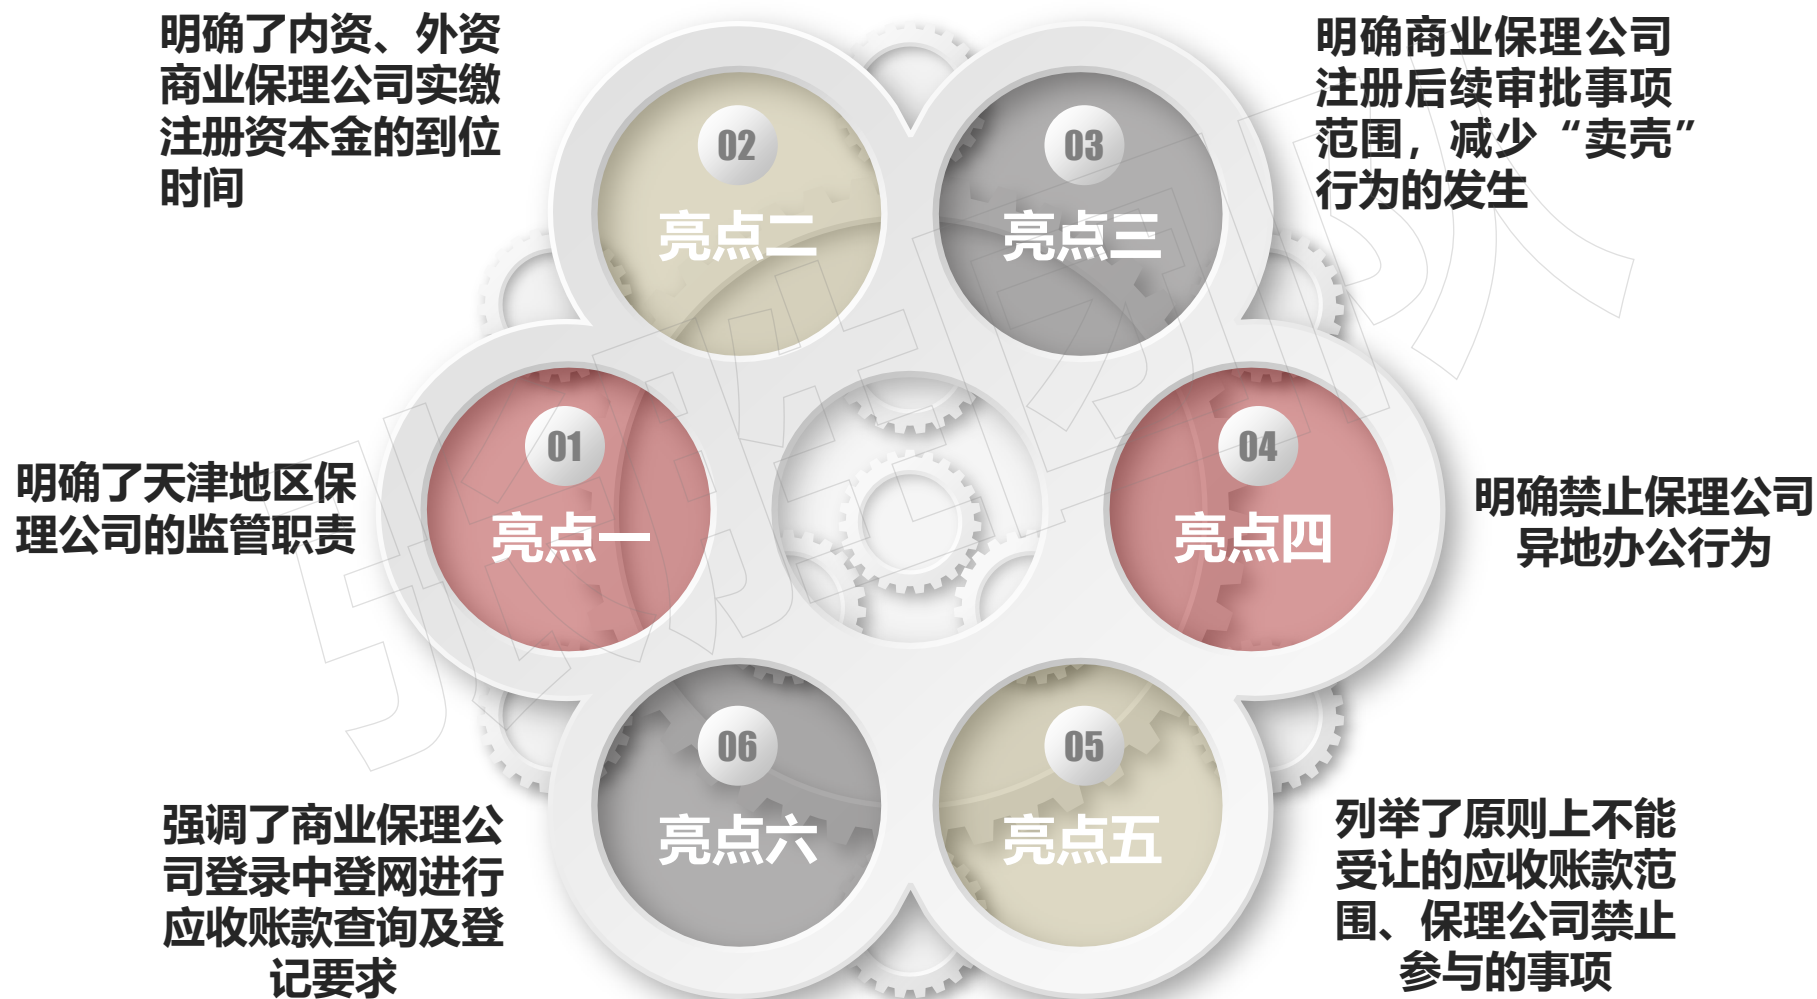 明确了内资、外资
商业保理公司实缴
注册资本金的到位
时间
02
亮点二
03
亮点三
明确商业保理公司
注册后续审批事项
范围，减少“卖壳”
行为的发生
明确了天津地区保
理公司的监管职责
01
亮点一
04
亮点四
明确禁止保理公司
异地办公行为
强调了商业保理公
司登录中登网进行
应收账款查询及登
记要求
06
亮点六
05
亮点五
列举了原则上不能
受让的应收账款范
围、保理公司禁止
参与的事项